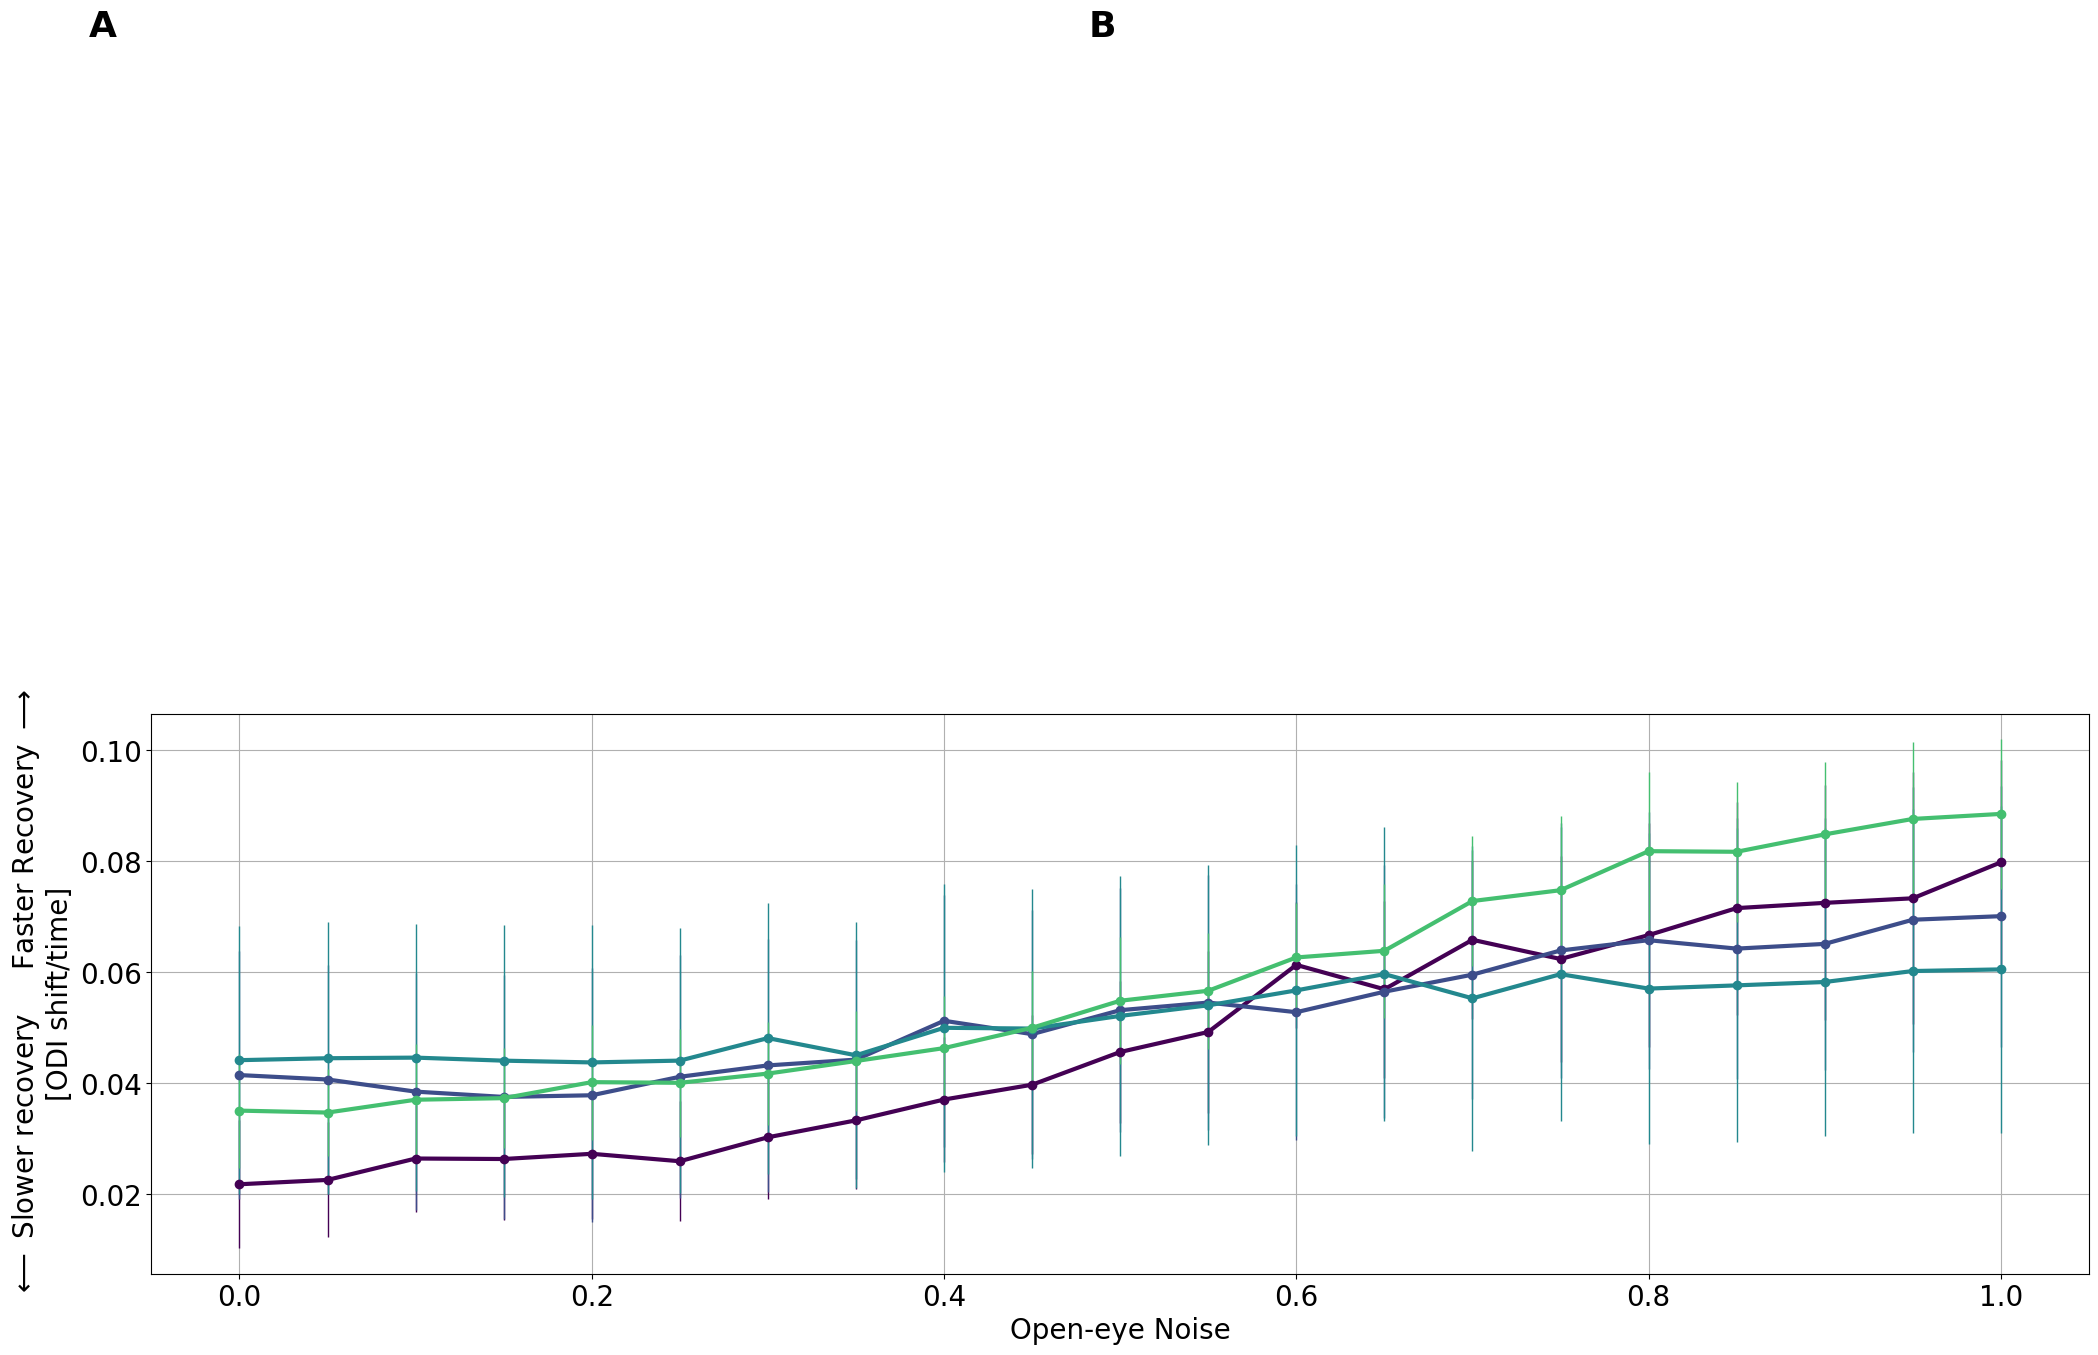 A
B
← Slower recovery Faster Recovery →
[ODI shift/time]
0.10
0.08
0.06
0.04
0.02
0.0 0.2 0.4 0.6 0.8 1.0
Open-eye Noise